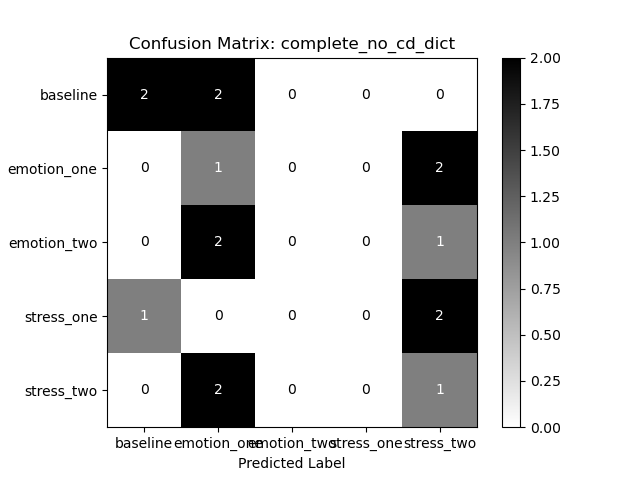 Confusion Matrix: complete_no_cd_dict
baseline 2 2 0 0 0
emotion_one 0 1 0 0 2
emotion_two 0 2 0 0 1
stress_one 1 0 0 0 2
stress_two 0 2 0 0 1
baseline emotion_one emotion_two stress_one stress_two
Predicted Label
2.00
1.75
1.50
1.25
1.00
0.75
0.50
0.25
0.00